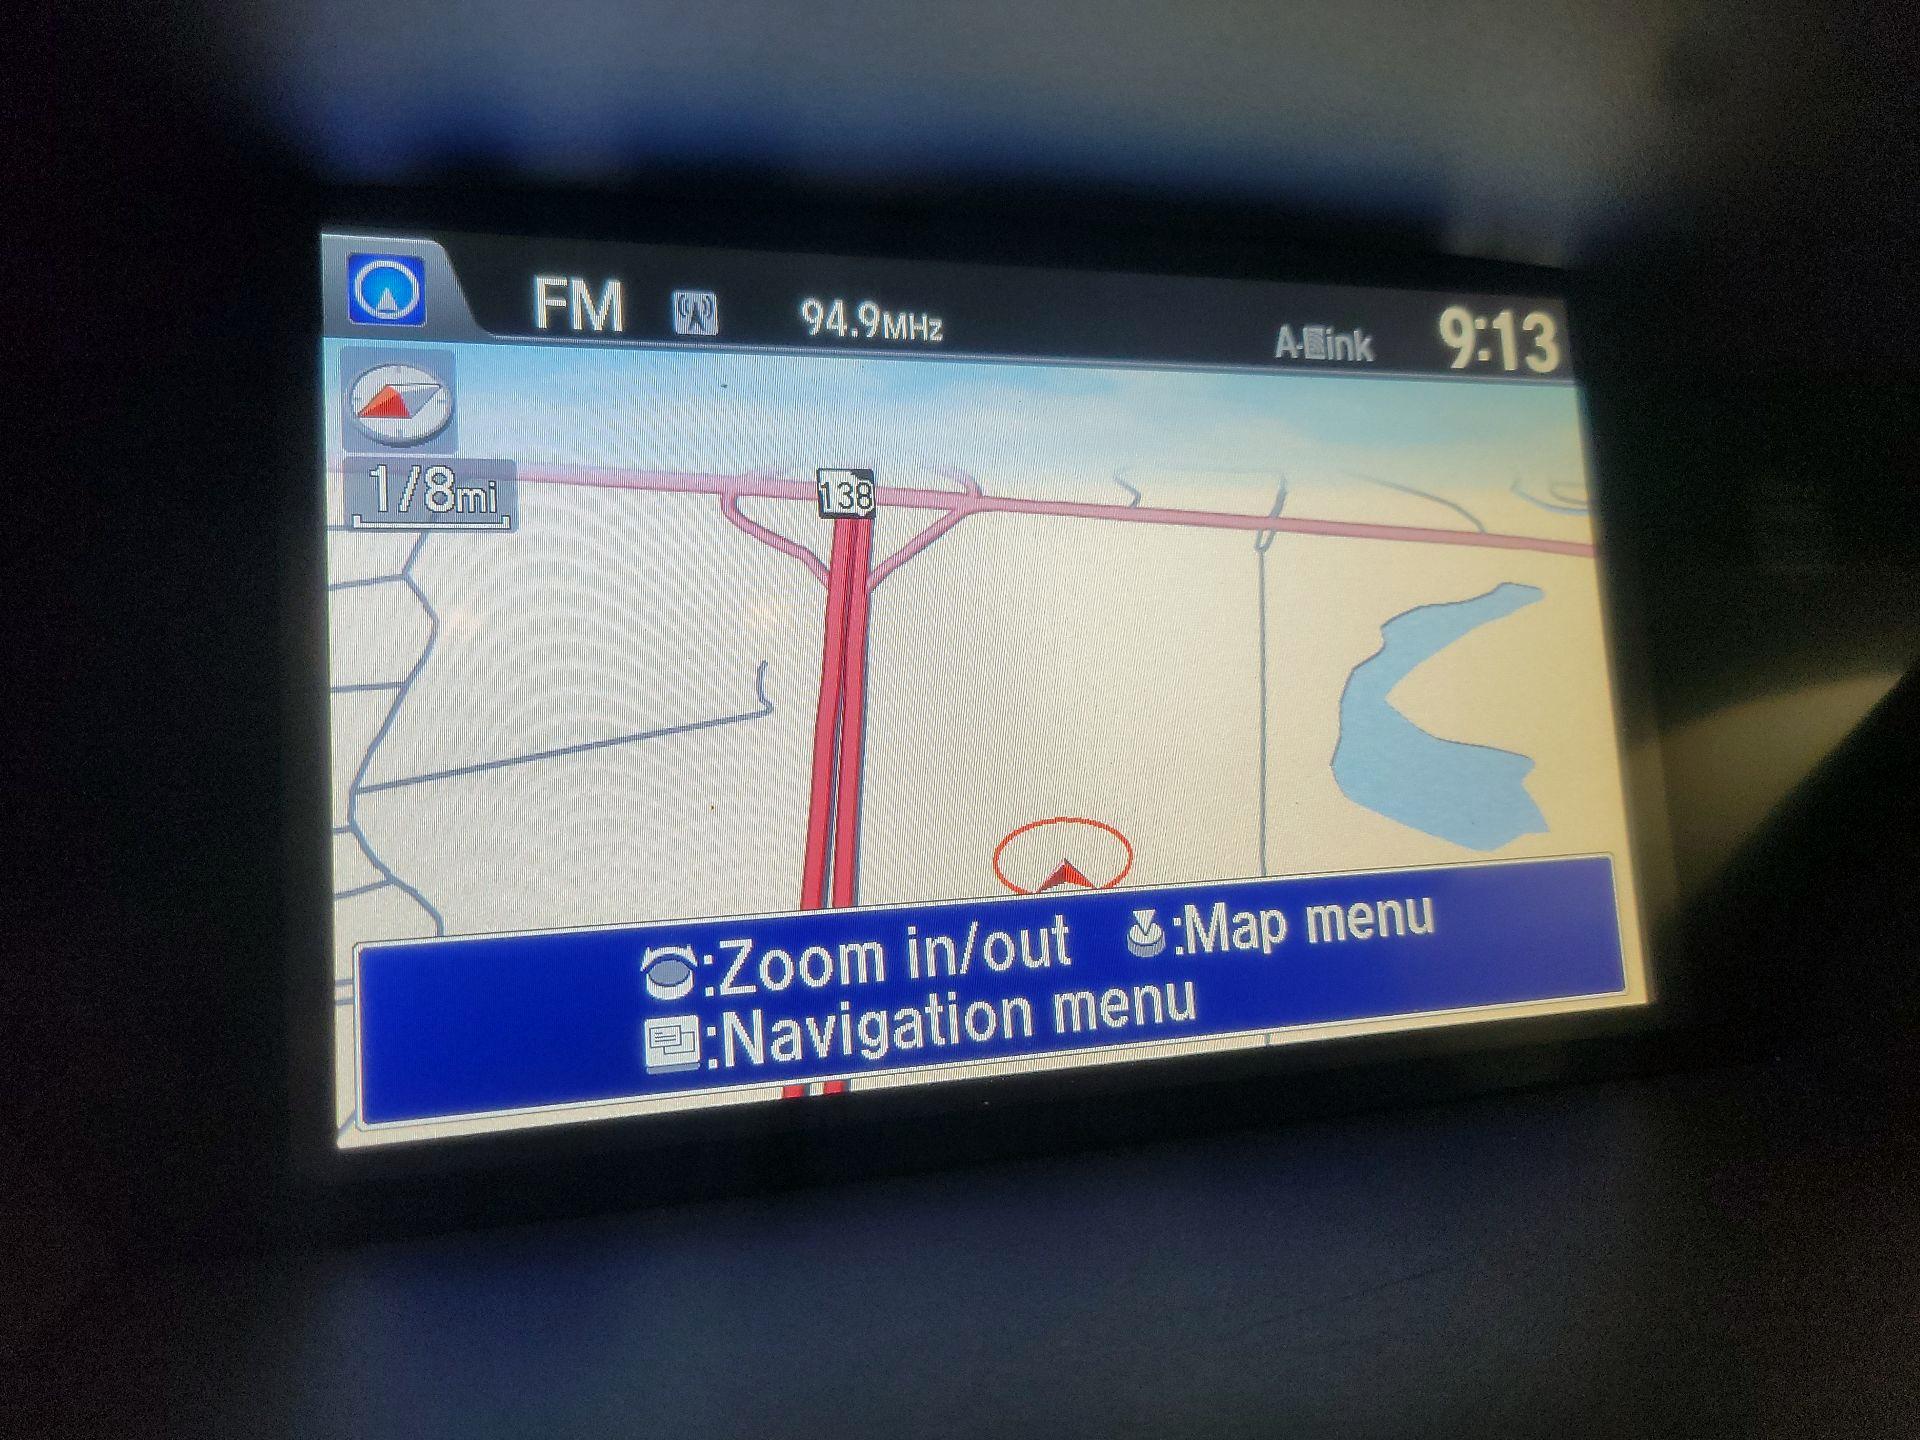 FM 94.9MHz A-Link 9:13
1/8mi
138
:Zoom in/out :Map menu
:Navigation menu